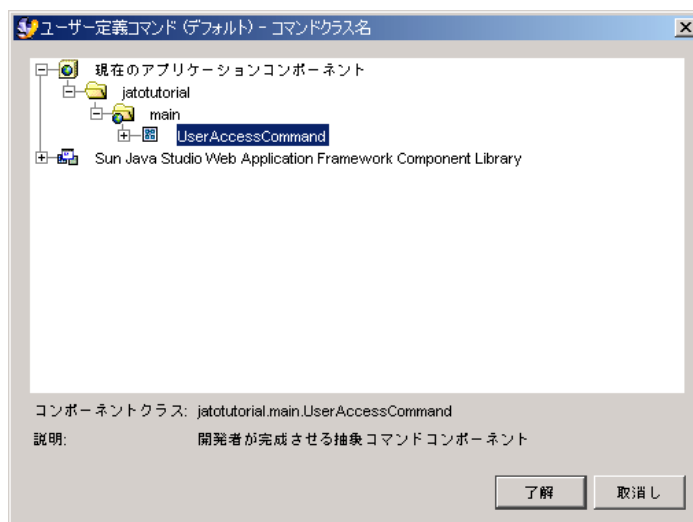 ユーザー定義コマンド (デフォルト) - コマンドクラス名
現在のアプリケーションコンポーネント
jatotutorial
main
UserAccessCommand
Sun Java Studio Web Application Framework Component Library
コンポーネントクラス: jatotutorial.main.UserAccessCommand
説明: 開発者が完成させる抽象コマンドコンポーネント
了解 取消し